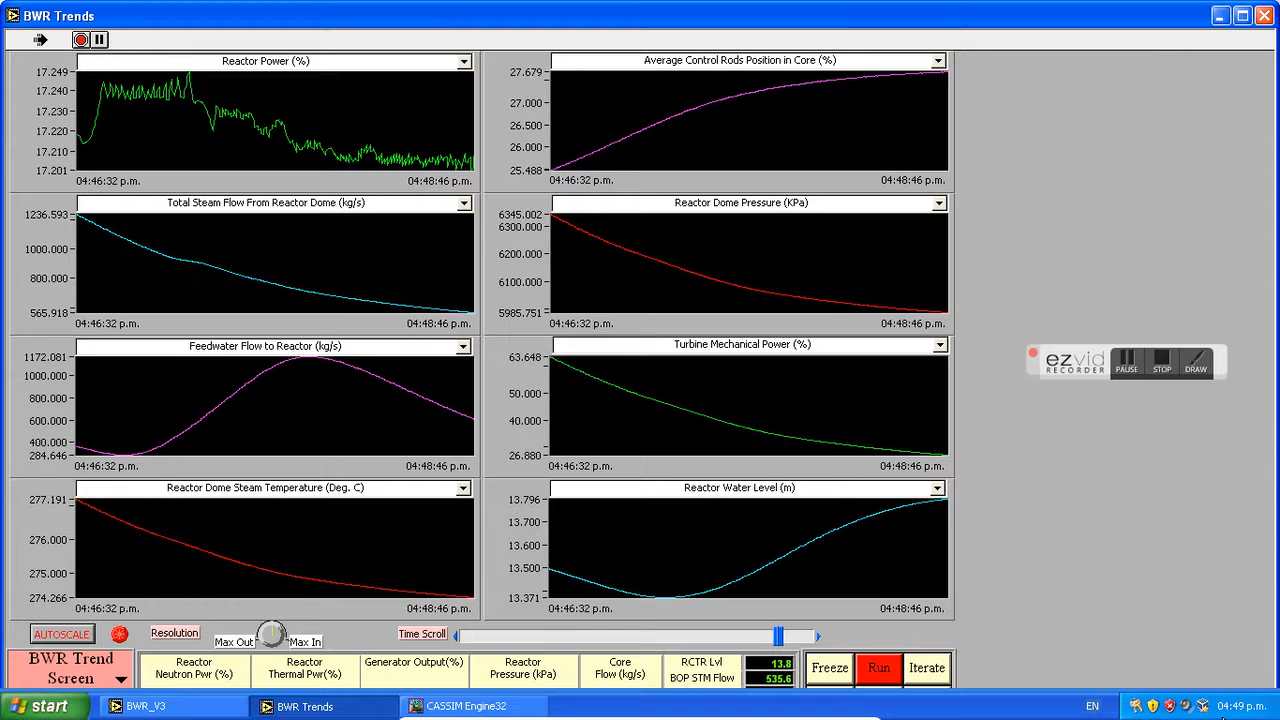 BWR Trends
Reactor Power (%)
17.249
17.240
17.230
17.220
17.210
17.201
04:46:32 p.m.
04:48:46 p.m.
Average Control Rods Position in Core (%)
27.679
27.000
26.500
26.000
25.488
04:46:32 p.m.
04:48:46 p.m.
Total Steam Flow From Reactor Dome (kg/s)
1236.593
1000.000
800.000
565.918
04:46:32 p.m.
04:48:46 p.m.
Reactor Dome Pressure (KPa)
6345.002
6300.000
6200.000
6100.000
5985.751
04:46:32 p.m.
04:48:46 p.m.
Feedwater Flow to Reactor (kg/s)
1172.081
1000.000
800.000
600.000
400.000
284.646
04:46:32 p.m.
04:48:46 p.m.
Turbine Mechanical Power (%)
63.648
50.000
40.000
26.880
04:46:32 p.m.
04:48:46 p.m.
ezvid
RECORDER
PAUSE
STOP
DRAW
Reactor Dome Steam Temperature (Deg. C)
277.191
276.000
275.000
274.266
04:46:32 p.m.
04:48:46 p.m.
Reactor Water Level (m)
13.796
13.700
13.600
13.500
13.371
04:46:32 p.m.
04:48:46 p.m.
AUTOSCALE
Resolution
Max Out
Max In
Time Scroll
BWR Trend
Screen
Reactor
Neutron Pwr (%)
Reactor
Thermal Pwr(%)
Generator Output(%)
Reactor
Pressure (kPa)
Core
Flow (kg/s)
RCTR Lvl
BOP STM Flow
13.8
535.6
Freeze
Run
Iterate
start
BWR_V3
BWR Trends
CASSIM Engine32
EN
04:49 p.m.